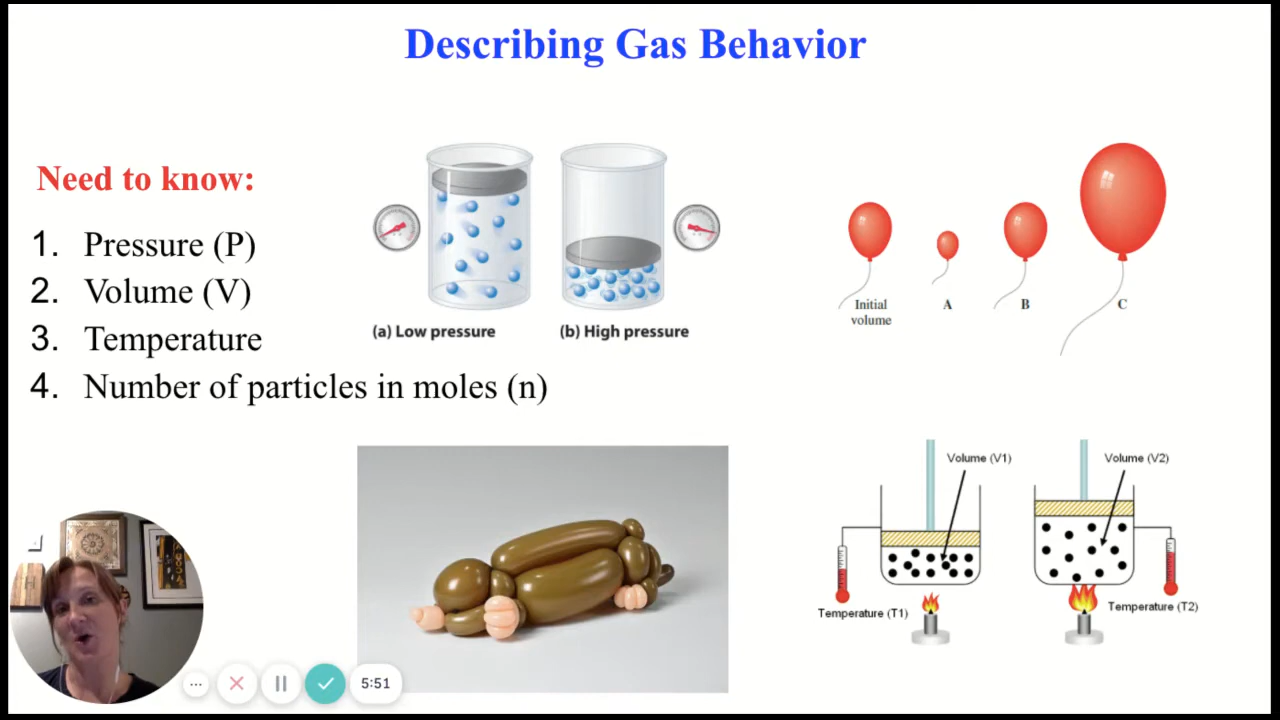 Describing Gas Behavior
Need to know:
1. Pressure (P)
2. Volume (V)
3. Temperature
4. Number of particles in moles (n)
(a) Low pressure
(b) High pressure
Initial
volume
A
B
C
Volume (V1)
Temperature (T1)
Volume (V2)
Temperature (T2)
5:51